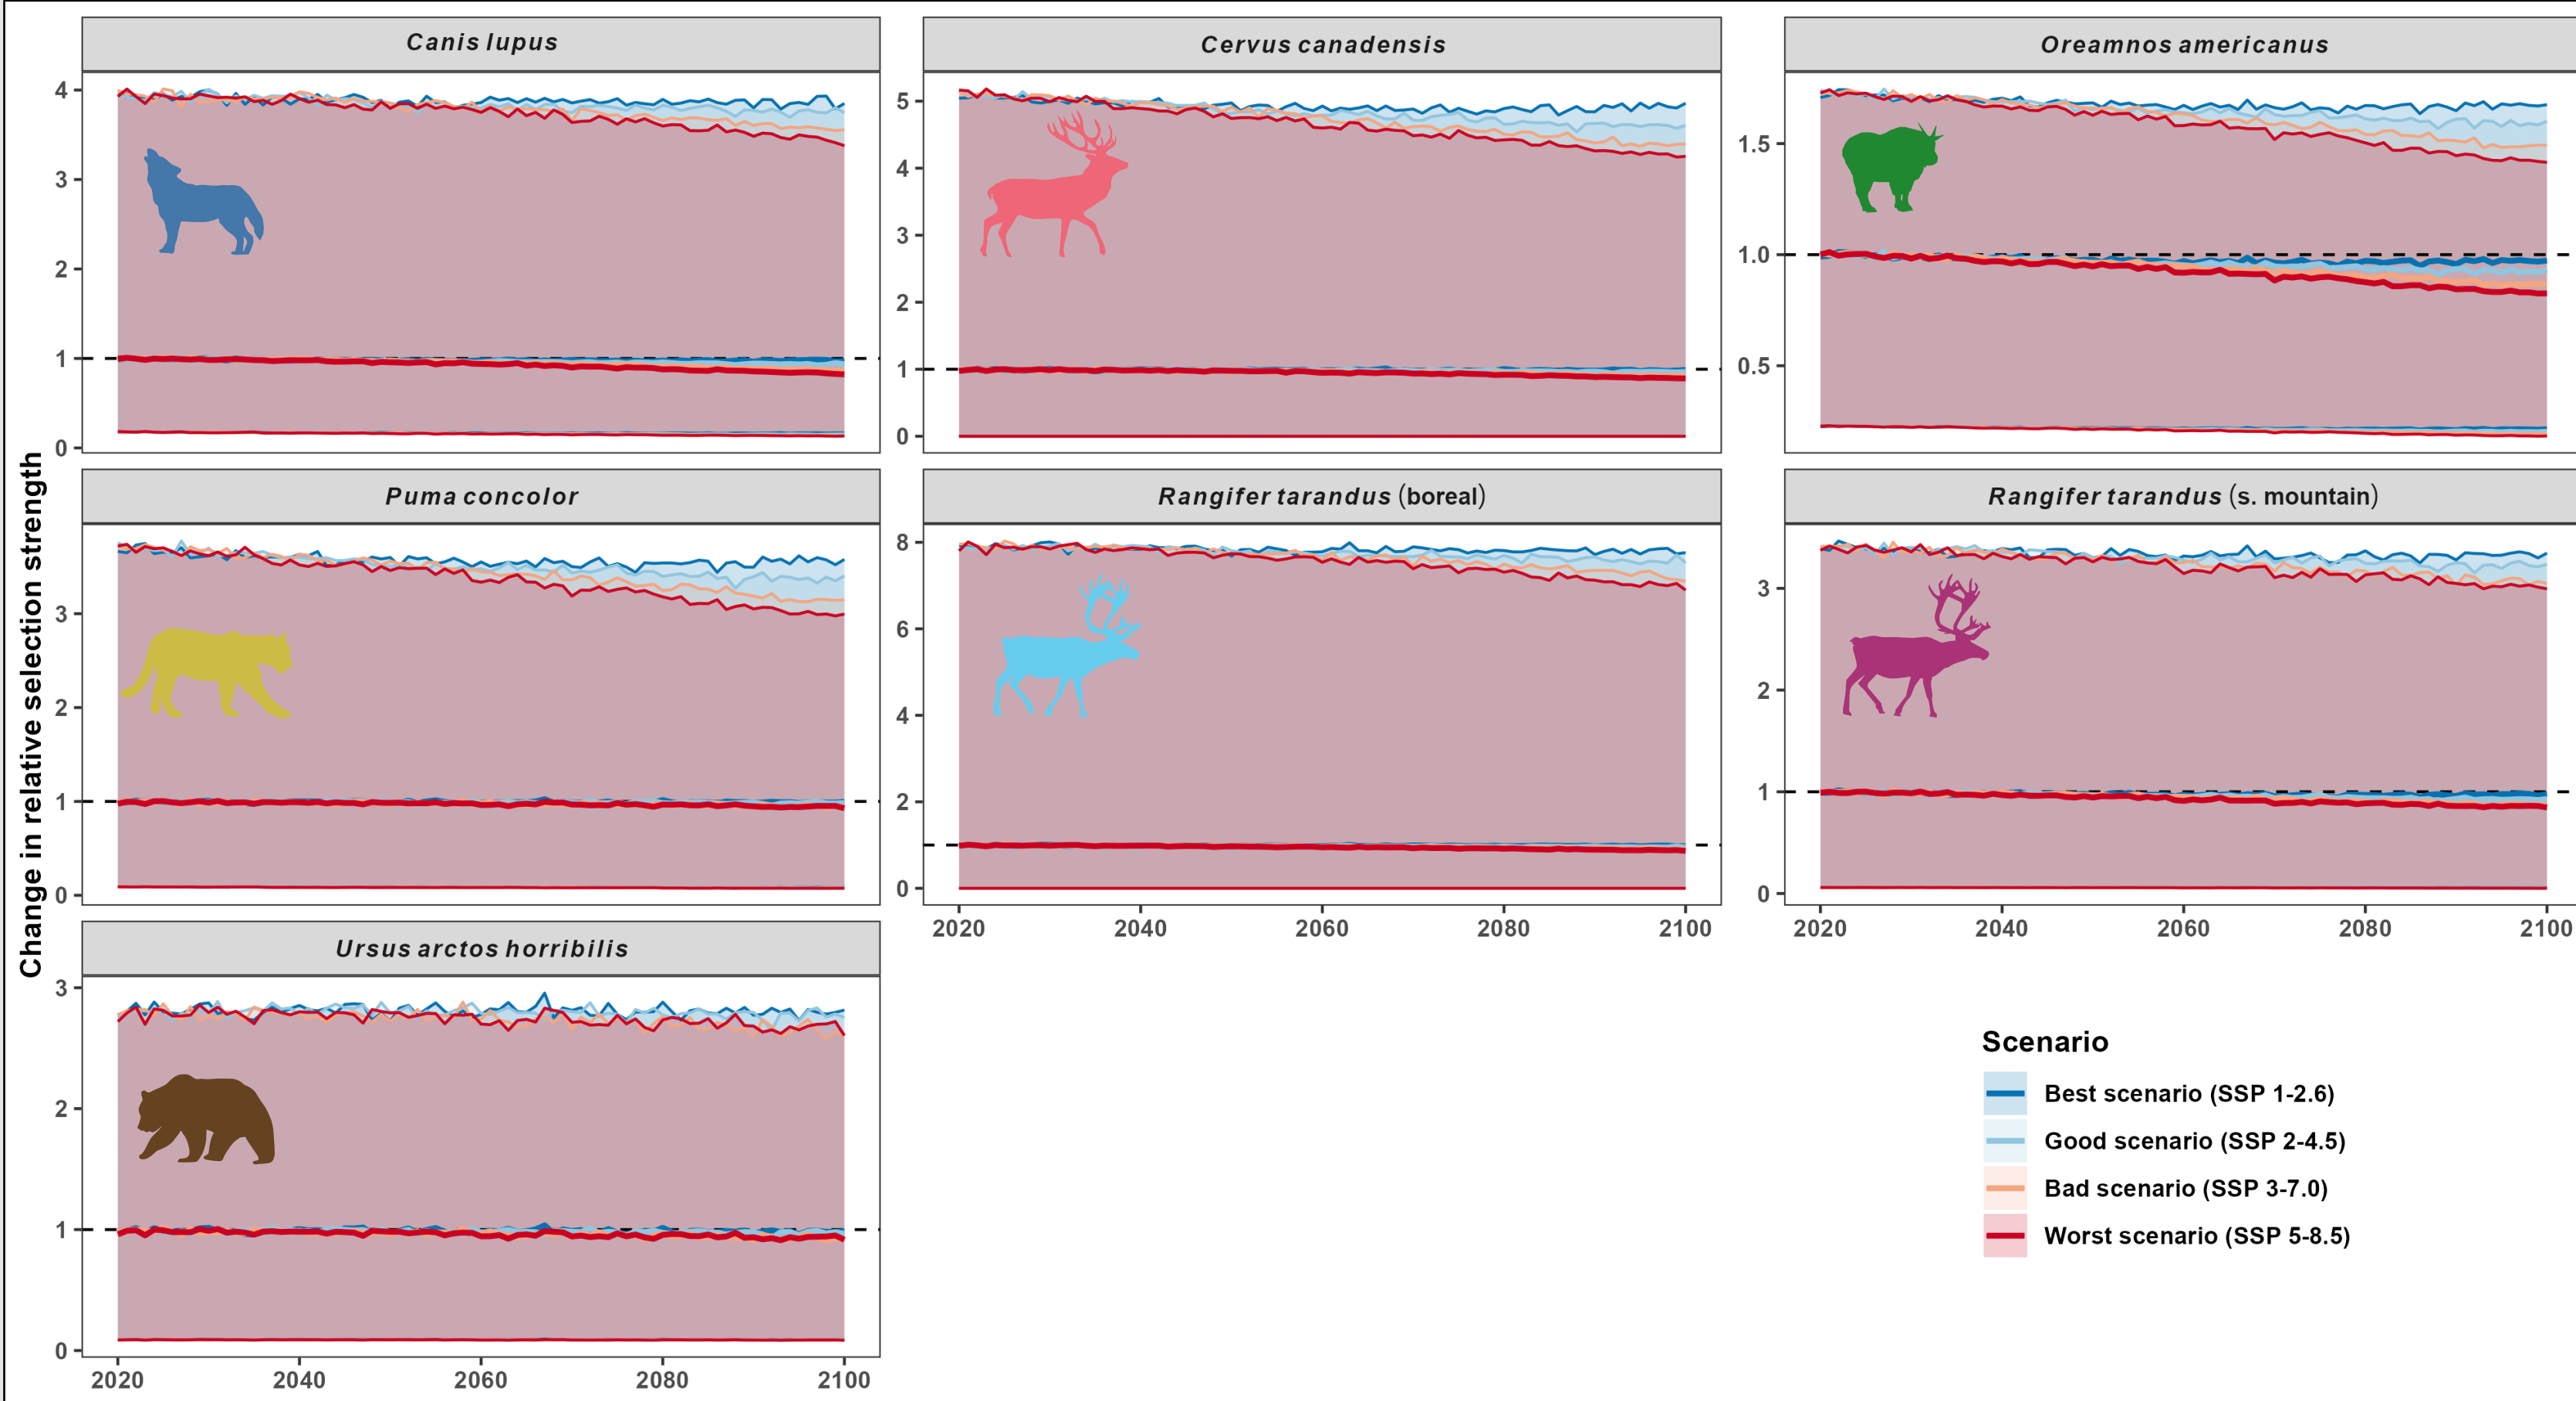 Change in relative selection strength
Canis lupus
4
3
2
1
0
Cervus canadensis
5
4
3
2
1
0
Oreamnos americanus
1.5
1.0
0.5
Puma concolor
3
2
1
0
Rangifer tarandus (boreal)
8
6
4
2
0
2020 2040 2060 2080 2100
Rangifer tarandus (s. mountain)
3
2
1
0
2020 2040 2060 2080 2100
Ursus arctos horribilis
3
2
1
0
2020 2040 2060 2080 2100
Scenario
Best scenario (SSP 1-2.6)
Good scenario (SSP 2-4.5)
Bad scenario (SSP 3-7.0)
Worst scenario (SSP 5-8.5)